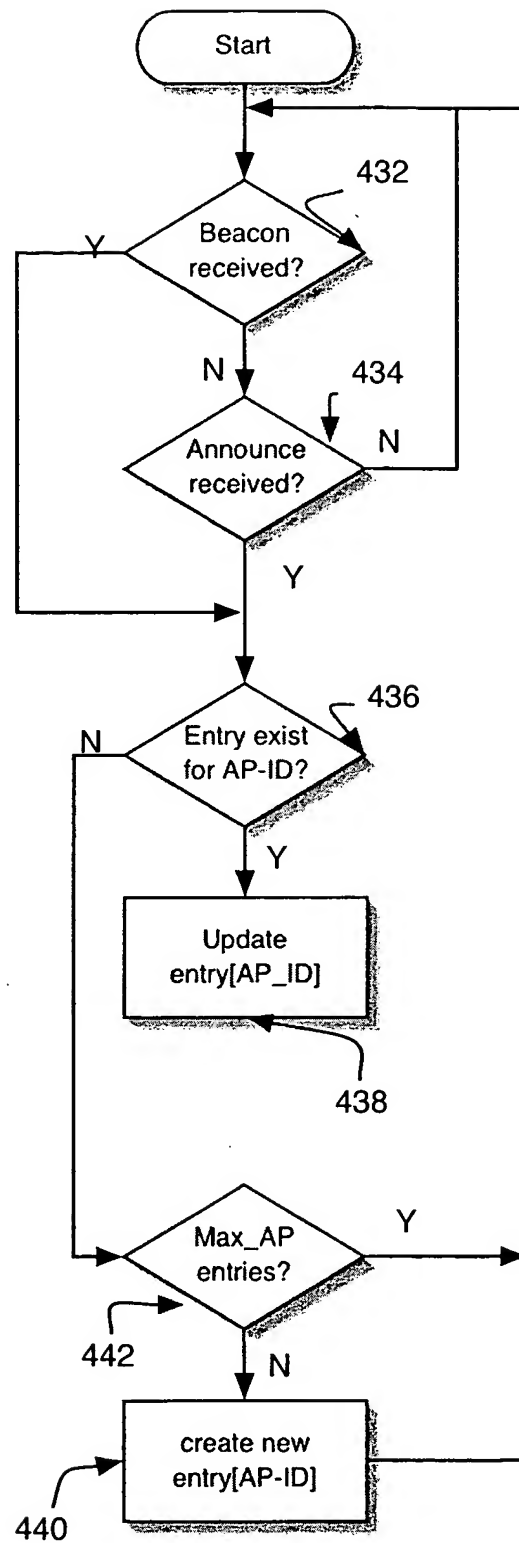 Start
432
Beacon
received?
Y
N
434
Announce
received?
N
Y
436
Entry exist
for AP-ID?
N
Y
Update
entry[AP_ID]
438
Max_AP
entries?
Y
442
N
create new
entry[AP-ID]
440